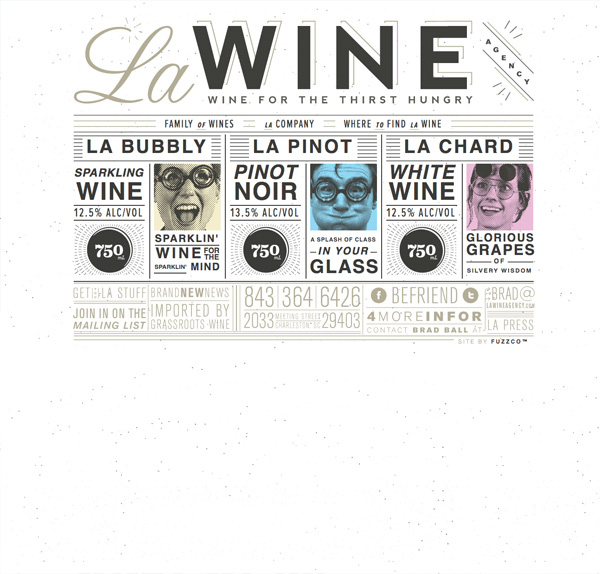 La WINE AGENCY
WINE FOR THE THIRST HUNGRY
FAMILY of WINES LA COMPANY WHERE TO FIND LA WINE
LA BUBBLY
SPARKLING
WINE
12.5% ALC/VOL
750 ML
SPARKLIN'
WINE FOR THE
SPARKLIN' MIND
LA PINOT
PINOT
NOIR
13.5% ALC/VOL
750 ML
A SPLASH OF CLASS
IN YOUR
GLASS
LA CHARD
WHITE
WINE
12.5% ALC/VOL
750 ML
GLORIOUS
GRAPES
OF
SILVERY WISDOM
GET LA STUFF
JOIN IN ON THE
MAILING LIST
BRAND NEW NEWS
IMPORTED BY
GRASSROOTS WINE
843 364 6426
2033 MEETING STREET CHARLESTON SC 29403
BEFRIEND
4 MORE INFOR
CONTACT BRAD BALL AT
BRAD@
LAWINEAGENCY.COM
LA PRESS
SITE BY FUZZCO™